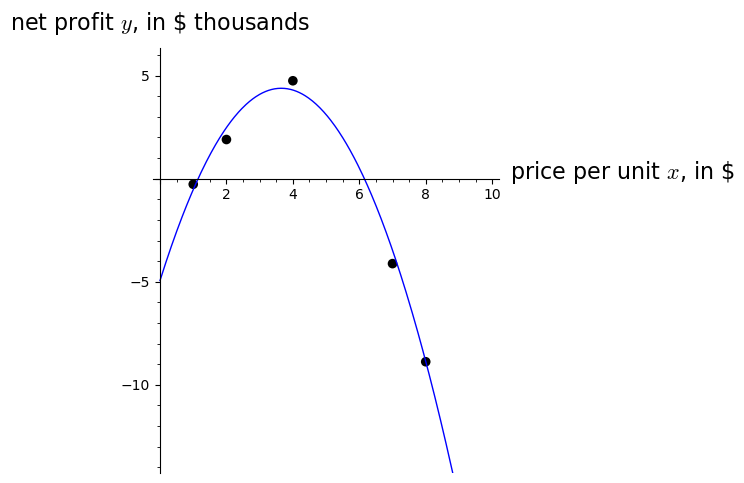 net profit y, in $ thousands
5
price per unit x, in $
2 4 6 8 10
−5
−10